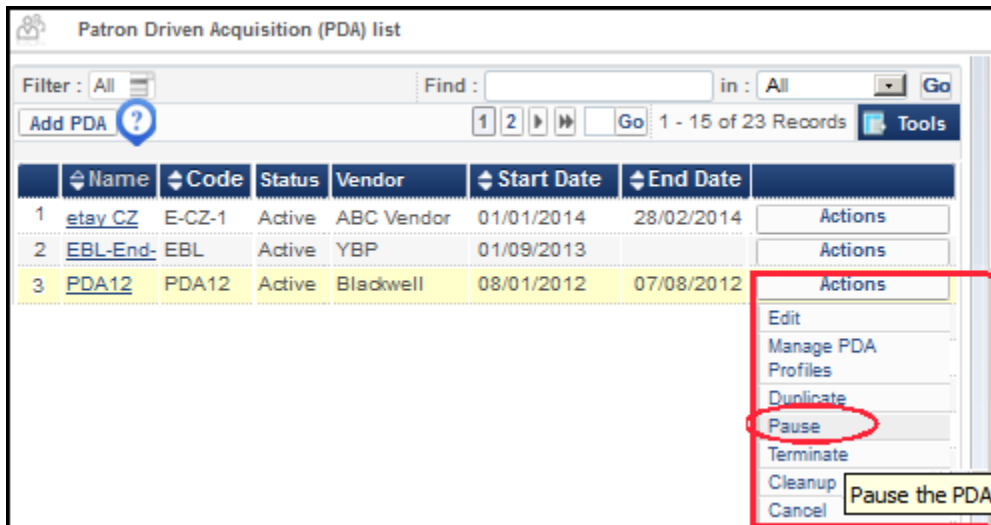 Patron Driven Acquisition (PDA) list
Filter : All Find : in : All Go
Add PDA ? 1 2 Go 1 - 15 of 23 Records Tools
Name Code Status Vendor Start Date End Date
1 etay CZ E-CZ-1 Active ABC Vendor 01/01/2014 28/02/2014 Actions
2 EBL-End- EBL Active YBP 01/09/2013 Actions
3 PDA12 PDA12 Active Blackwell 08/01/2012 07/08/2012 Actions
Edit
Manage PDA
Profiles
Duplicate
Pause
Terminate
Cleanup
Pause the PDA
Cancel